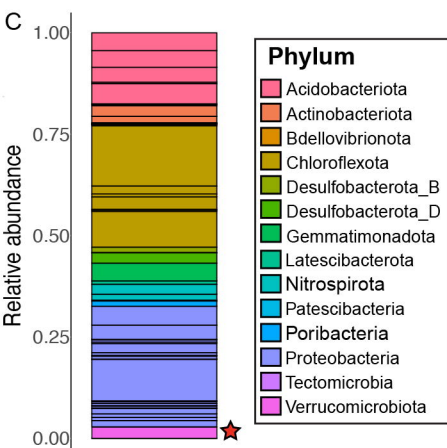 C
Relative abundance
1.00
0.75
0.50
0.25
0.00
Phylum
Acidobacteriota
Actinobacteriota
Bdellovibrionota
Chloroflexota
Desulfobacterota_B
Desulfobacterota_D
Gemmatimonadota
Latescibacterota
Nitrospirota
Patescibacteria
Poribacteria
Proteobacteria
Tectomicrobia
Verrucomicrobiota